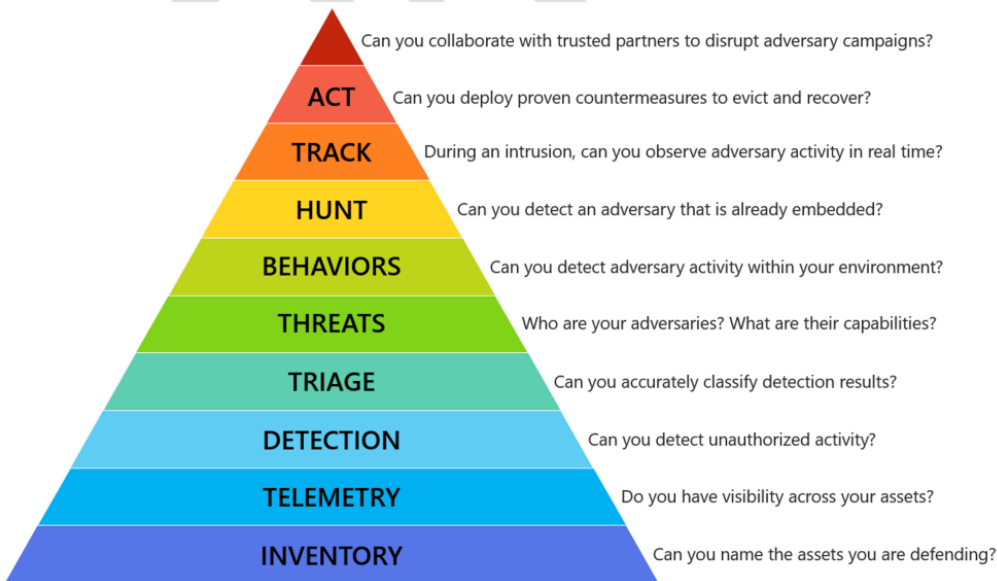 Can you collaborate with trusted partners to disrupt adversary campaigns?
ACT Can you deploy proven countermeasures to evict and recover?
TRACK During an intrusion, can you observe adversary activity in real time?
HUNT Can you detect an adversary that is already embedded?
BEHAVIORS Can you detect adversary activity within your environment?
THREATS Who are your adversaries? What are their capabilities?
TRIAGE Can you accurately classify detection results?
DETECTION Can you detect unauthorized activity?
TELEMETRY Do you have visibility across your assets?
INVENTORY Can you name the assets you are defending?